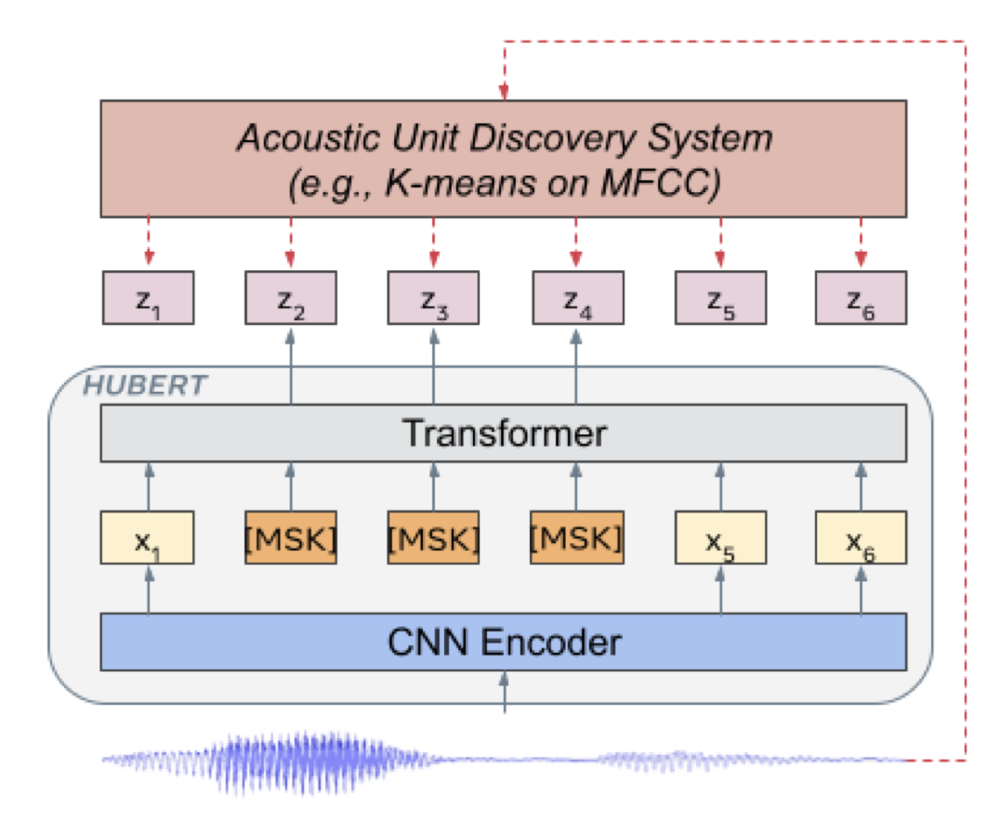 Acoustic Unit Discovery System
(e.g., K-means on MFCC)
z1 z2 z3 z4 z5 z6
HUBERT
Transformer
x1 [MSK] [MSK] [MSK] x5 x6
CNN Encoder